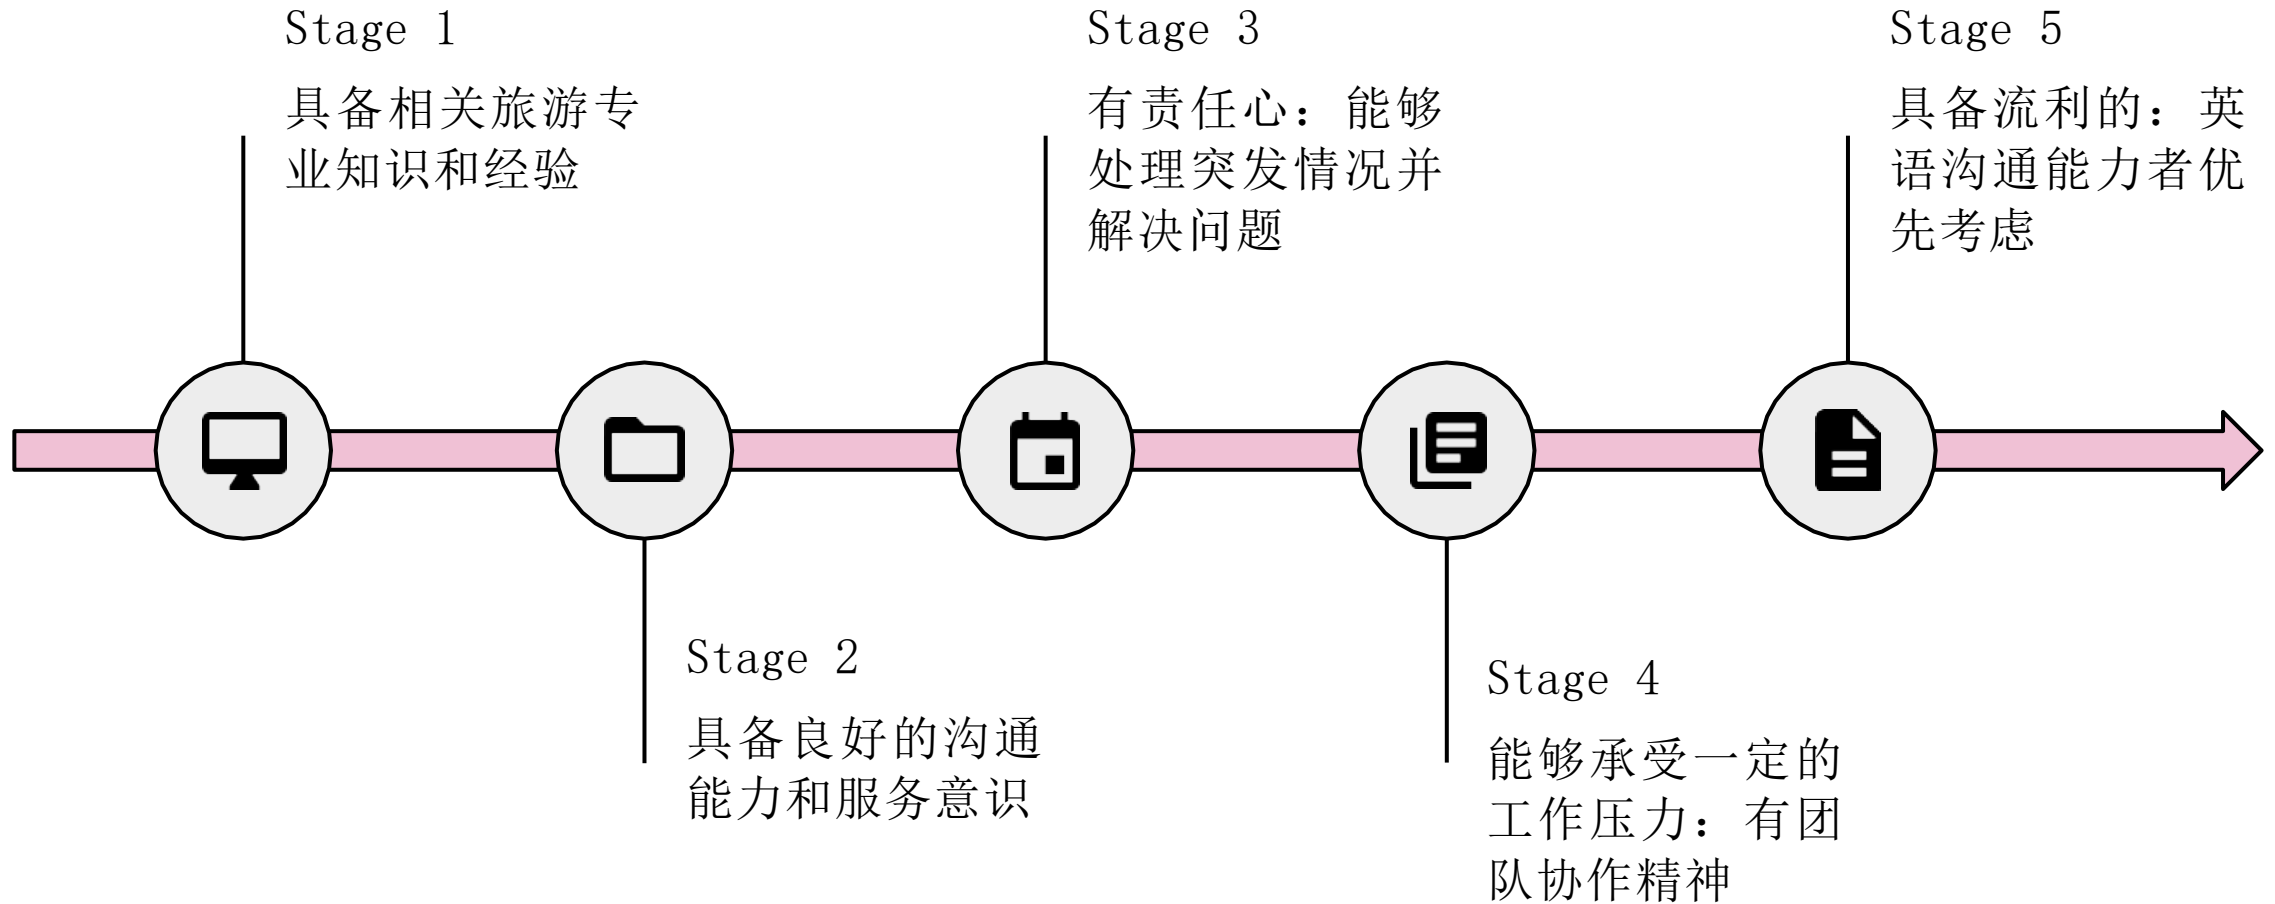 Stage 1
具备相关旅游专
业知识和经验
Stage 2
具备良好的沟通
能力和服务意识
Stage 3
有责任心：能够
处理突发情况并
解决问题
Stage 4
能够承受一定的
工作压力：有团
队协作精神
Stage 5
具备流利的：英
语沟通能力者优
先考虑